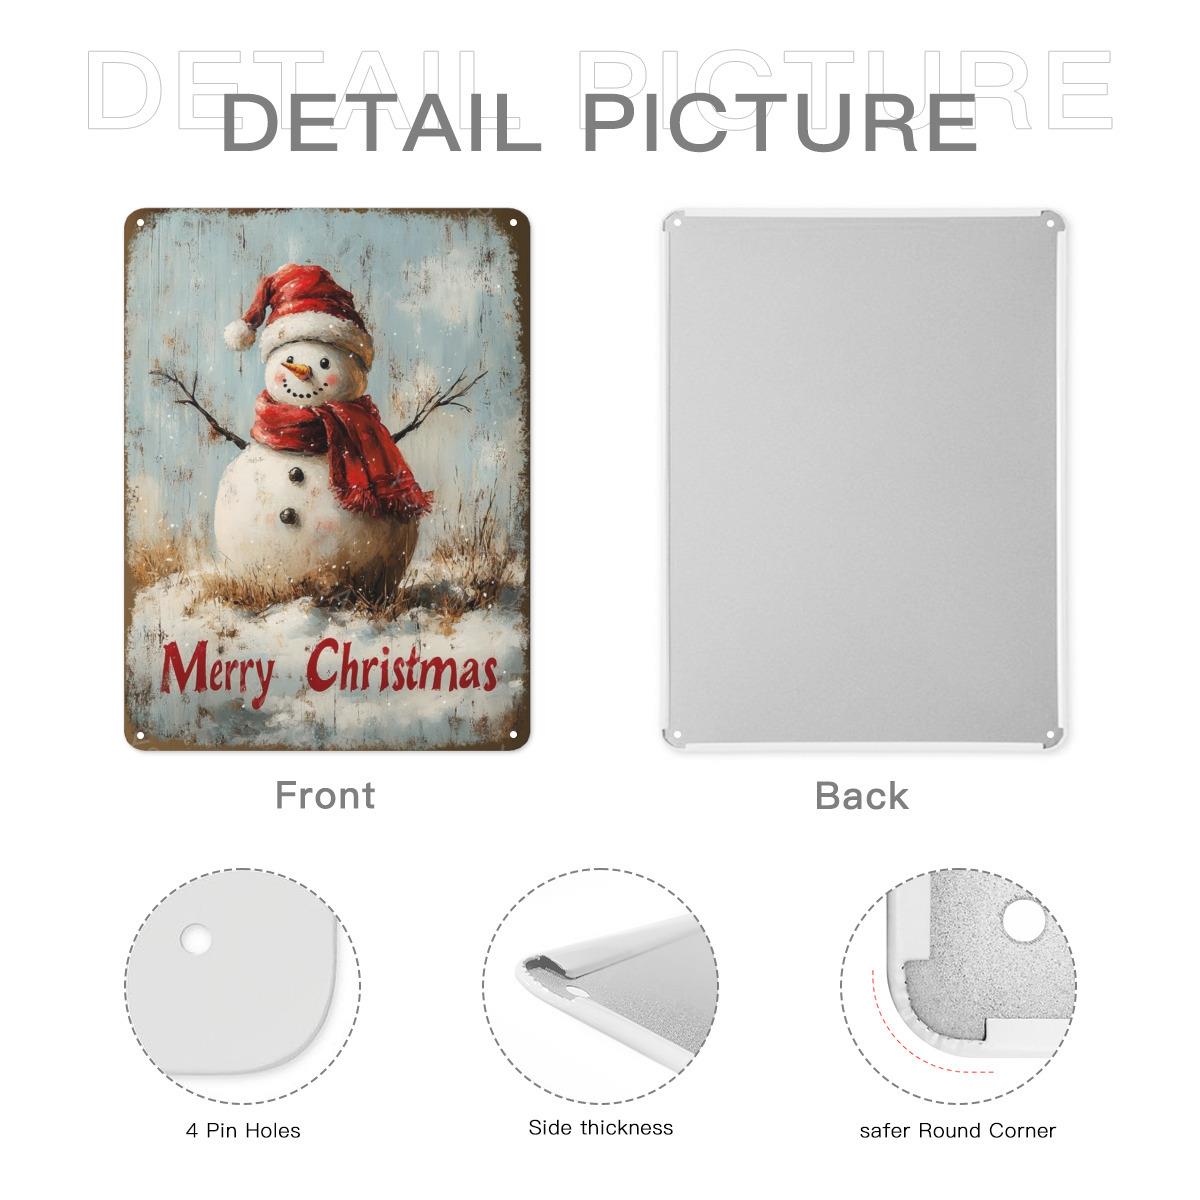 DETAIL PICTURE
DETAIL PICTURE
Merry Christmas
Front
Back
4 Pin Holes
Side thickness
safer Round Corner